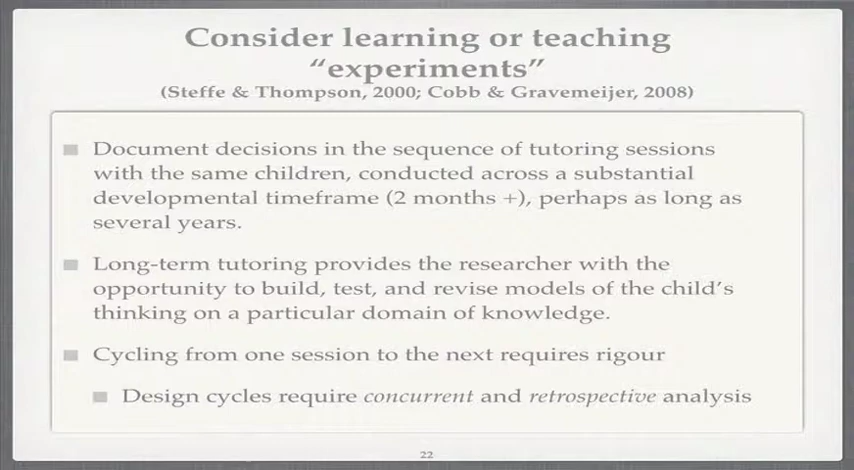 Consider learning or teaching
“experiments”
(Steffe & Thompson, 2000; Cobb & Gravemeijer, 2008)
Document decisions in the sequence of tutoring sessions
with the same children, conducted across a substantial
developmental timeframe (2 months +), perhaps as long as
several years.
Long-term tutoring provides the researcher with the
opportunity to build, test, and revise models of the child’s
thinking on a particular domain of knowledge.
Cycling from one session to the next requires rigour
Design cycles require concurrent and retrospective analysis
22